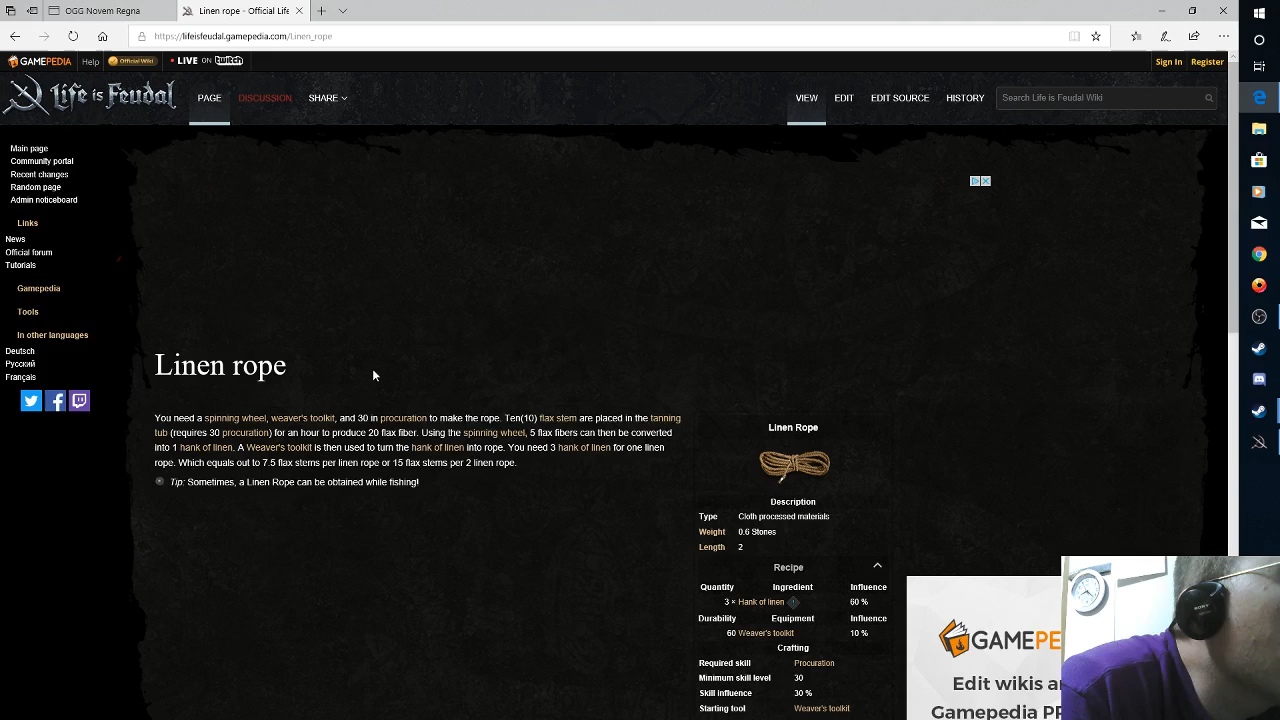 OGG Novem Regna
Linen rope - Official Life
https://lifeisfeudal.gamepedia.com/Linen_rope
GAMEPEDIA Help Official Wiki LIVE ON twitch Sign In Register
Life is Feudal PAGE DISCUSSION SHARE VIEW EDIT EDIT SOURCE HISTORY Search Life is Feudal Wiki
Main page
Community portal
Recent changes
Random page
Admin noticeboard
Links
News
Official forum
Tutorials
Gamepedia
Tools
In other languages
Deutsch
Русский
Français
Linen rope
You need a spinning wheel, weaver's toolkit, and 30 in procuration to make the rope. Ten(10) flax stem are placed in the tanning
tub (requires 30 procuration) for an hour to produce 20 flax fiber. Using the spinning wheel, 5 flax fibers can then be converted
into 1 hank of linen. A Weaver's toolkit is then used to turn the hank of linen into rope. You need 3 hank of linen for one linen
rope. Which equals out to 7.5 flax stems per linen rope or 15 flax stems per 2 linen rope.
Tip: Sometimes, a Linen Rope can be obtained while fishing!
Linen Rope
Description
Type Cloth processed materials
Weight 0.6 Stones
Length 2
Recipe
Quantity Ingredient Influence
3 × Hank of linen 60 %
Durability Equipment Influence
60 Weaver's toolkit 10 %
Crafting
Required skill Procuration
Minimum skill level 30
Skill influence 30 %
Starting tool Weaver's toolkit
GAMEPE
Edit wikis a
Gamepedia PR
SONY